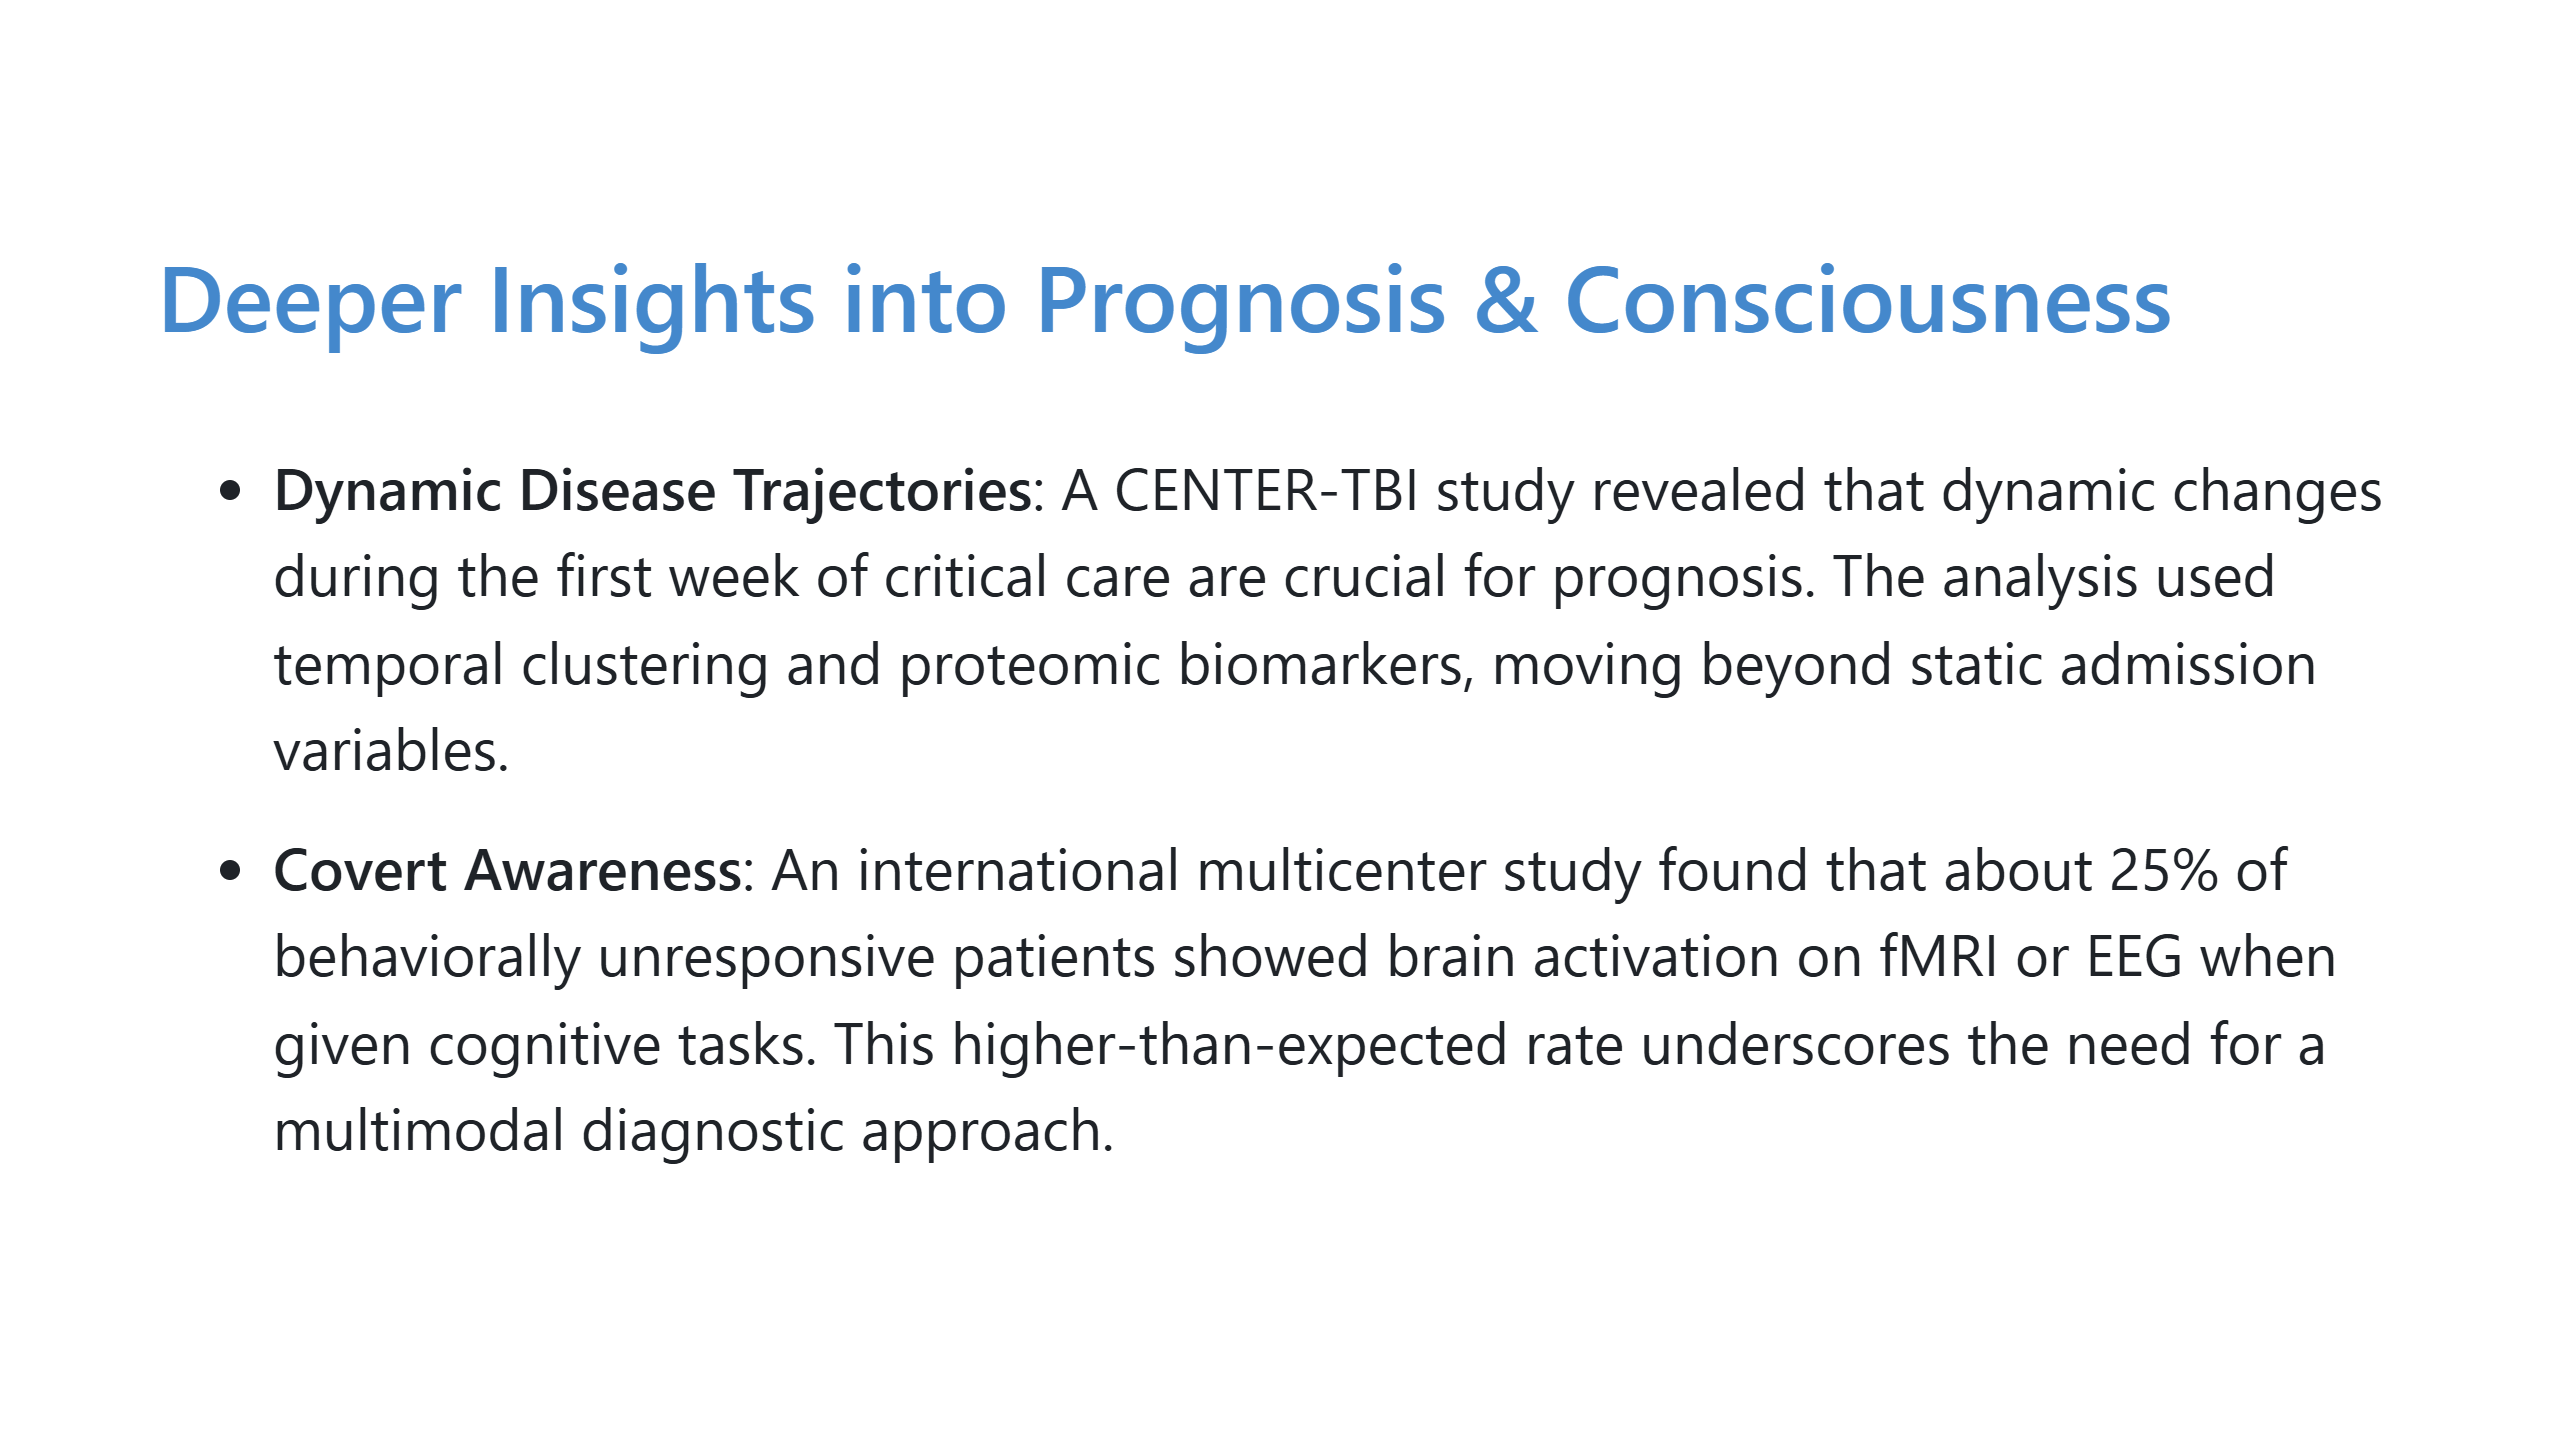 Deeper Insights into Prognosis & Consciousness
• Dynamic Disease Trajectories: A CENTER-TBI study revealed that dynamic changes
during the first week of critical care are crucial for prognosis. The analysis used
temporal clustering and proteomic biomarkers, moving beyond static admission
variables.
• Covert Awareness: An international multicenter study found that about 25% of
behaviorally unresponsive patients showed brain activation on fMRI or EEG when
given cognitive tasks. This higher-than-expected rate underscores the need for a
multimodal diagnostic approach.